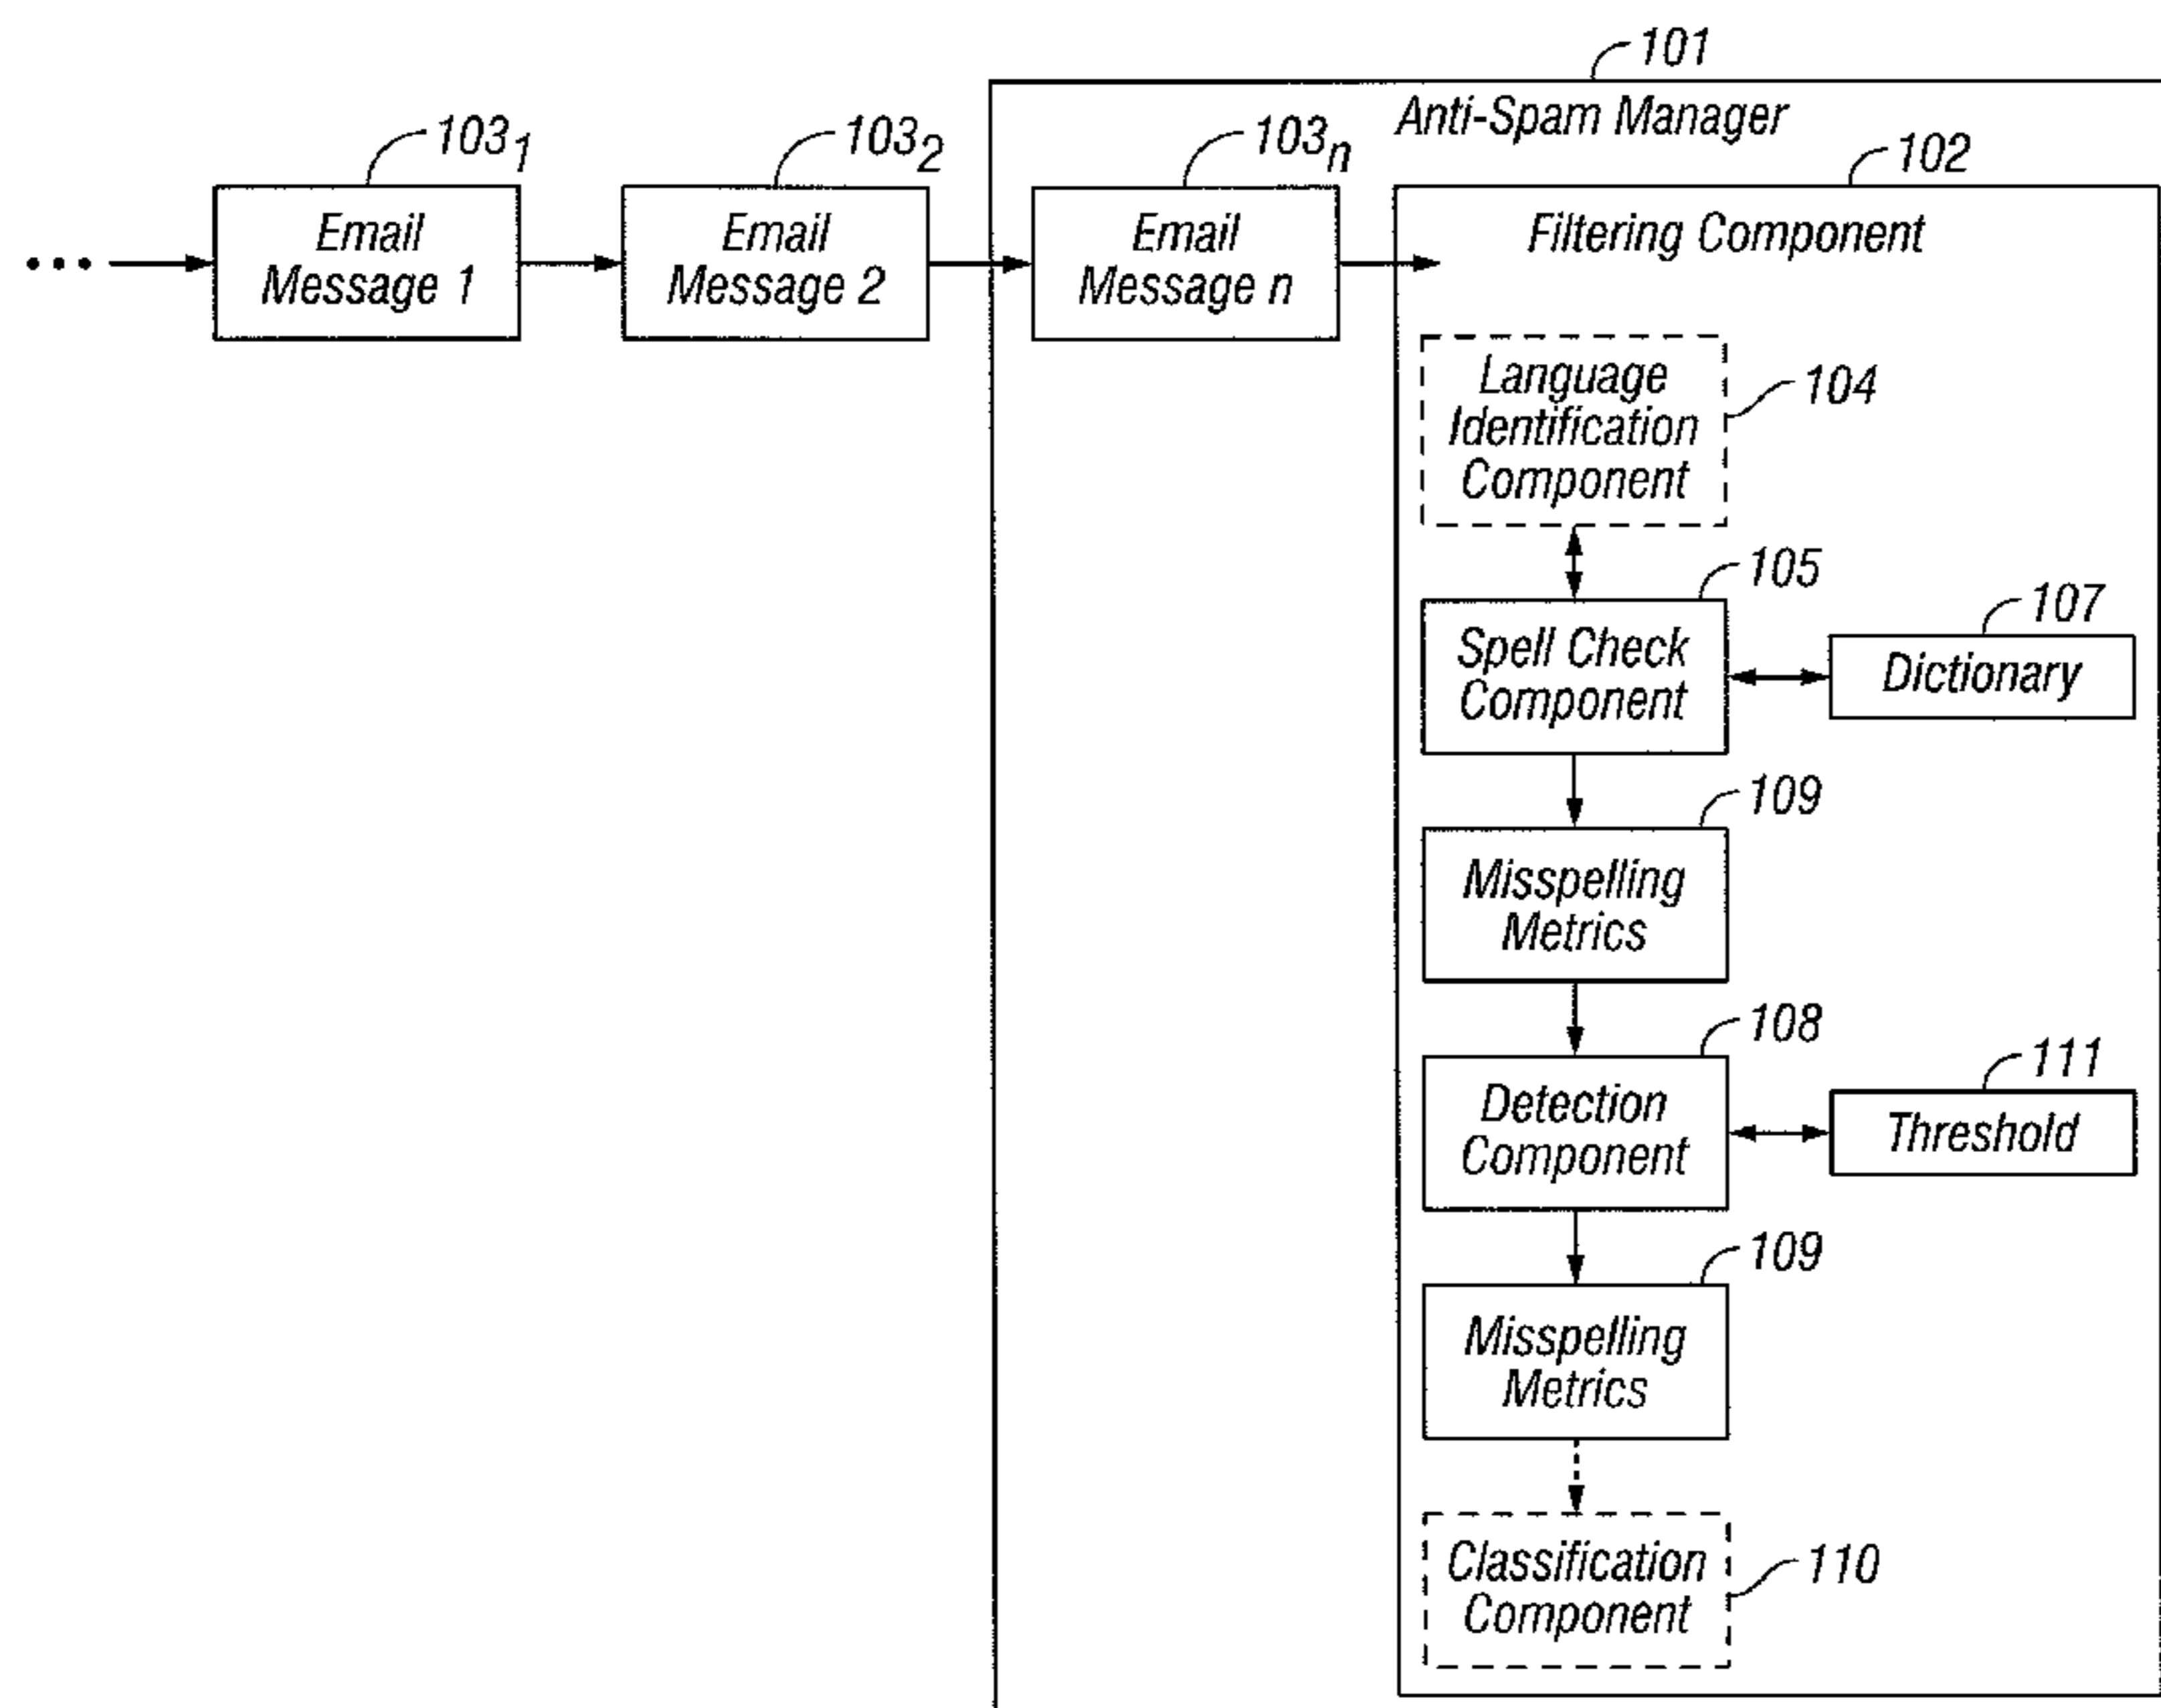 101
Anti-Spam Manager
103₁
103₂
103ₙ
102
Email
Message 1
Email
Message 2
Email
Message n
Filtering Component
...
Language
Identification
Component
104
105
Spell Check
Component
107
Dictionary
109
Misspelling
Metrics
108
Detection
Component
111
Threshold
109
Misspelling
Metrics
Classification
Component
110